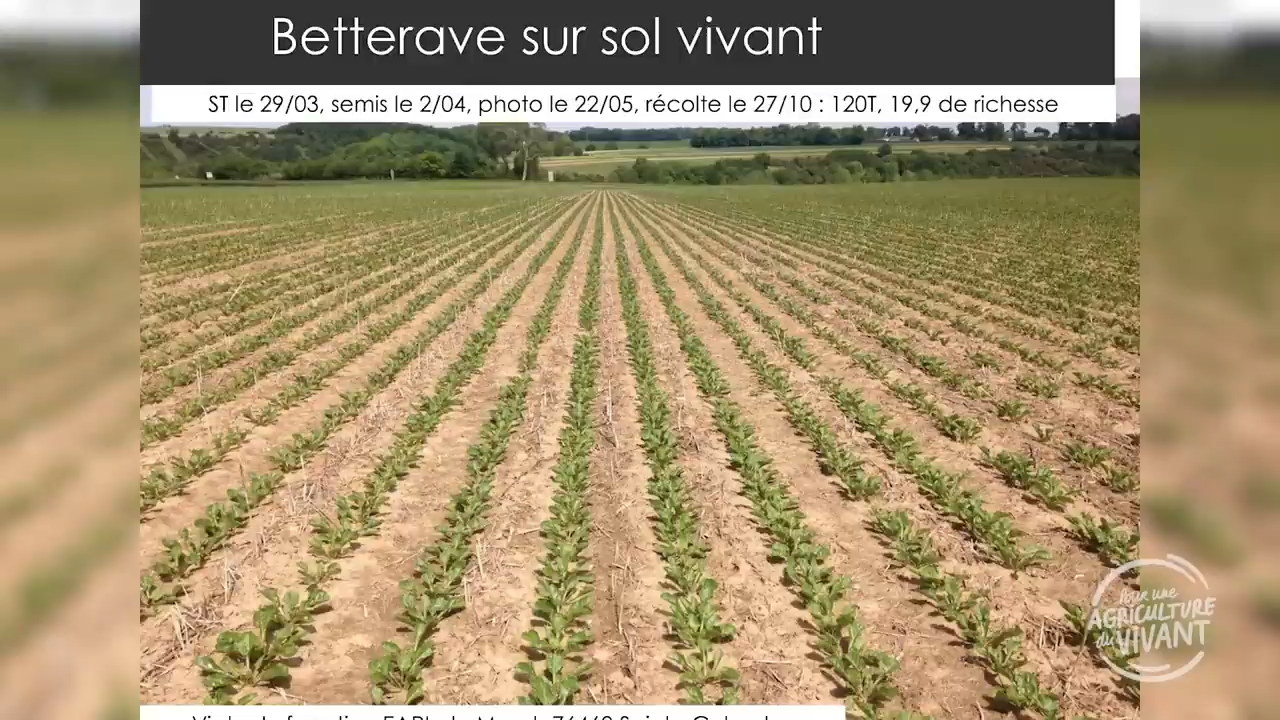 Betterave sur sol vivant
ST le 29/03, semis le 2/04, photo le 22/05, récolte le 27/10 : 120T, 19,9 de richesse
Pour une
AGRICULTURE
du VIVANT